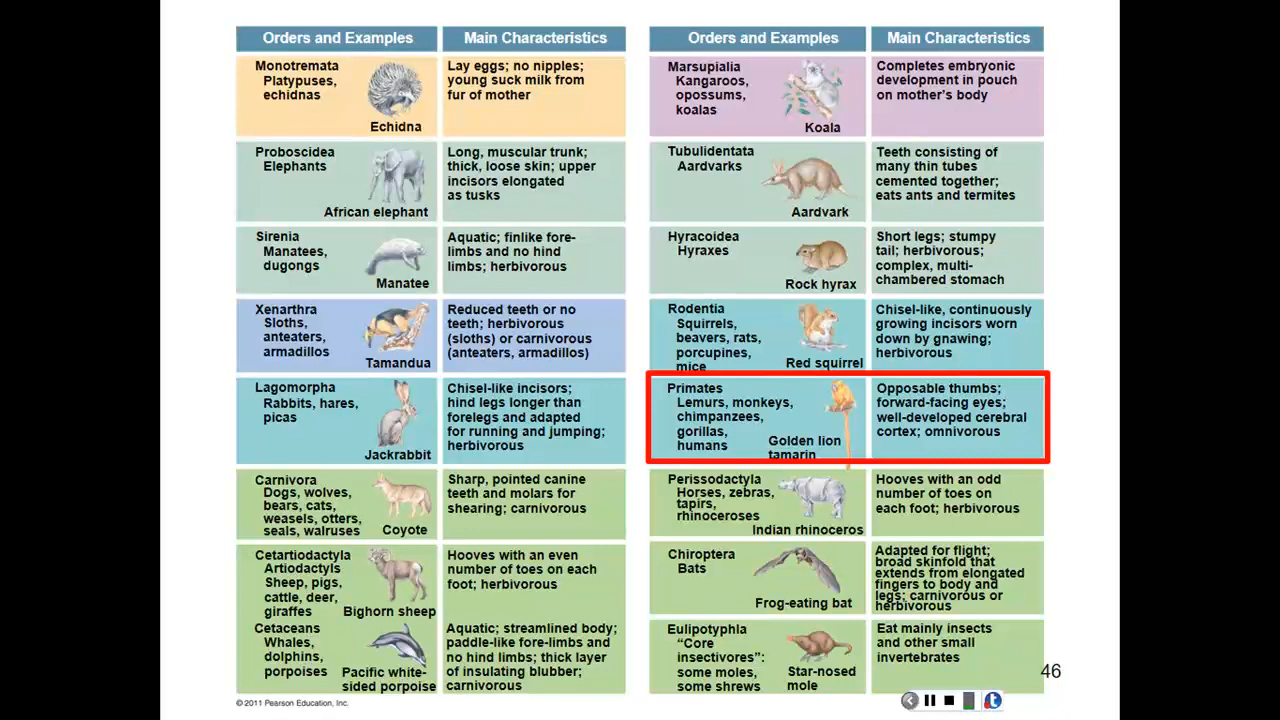 Orders and Examples
Main Characteristics
Monotremata
Platypuses,
echidnas
Echidna
Lay eggs; no nipples;
young suck milk from
fur of mother
Proboscidea
Elephants
African elephant
Long, muscular trunk;
thick, loose skin; upper
incisors elongated
as tusks
Sirenia
Manatees,
dugongs
Manatee
Aquatic; finlike fore-
limbs and no hind
limbs; herbivorous
Xenarthra
Sloths,
anteaters,
armadillos
Tamandua
Reduced teeth or no
teeth; herbivorous
(sloths) or carnivorous
(anteaters, armadillos)
Lagomorpha
Rabbits, hares,
picas
Jackrabbit
Chisel-like incisors;
hind legs longer than
forelegs and adapted
for running and jumping;
herbivorous
Carnivora
Dogs, wolves,
bears, cats,
weasels, otters,
seals, walruses
Coyote
Sharp, pointed canine
teeth and molars for
shearing; carnivorous
Cetartiodactyla
Artiodactyls
Sheep, pigs,
cattle, deer,
giraffes
Bighorn sheep
Hooves with an even
number of toes on each
foot; herbivorous
Cetaceans
Whales,
dolphins,
porpoises
Pacific white-
sided porpoise
Aquatic; streamlined body;
paddle-like fore-limbs and
no hind limbs; thick layer
of insulating blubber;
carnivorous
Orders and Examples
Main Characteristics
Marsupialia
Kangaroos,
opossums,
koalas
Koala
Completes embryonic
development in pouch
on mother's body
Tubulidentata
Aardvarks
Aardvark
Teeth consisting of
many thin tubes
cemented together;
eats ants and termites
Hyracoidea
Hyraxes
Rock hyrax
Short legs; stumpy
tail; herbivorous;
complex, multi-
chambered stomach
Rodentia
Squirrels,
beavers, rats,
porcupines,
mice
Red squirrel
Chisel-like, continuously
growing incisors worn
down by gnawing;
herbivorous
Primates
Lemurs, monkeys,
chimpanzees,
gorillas,
humans
Golden lion
tamarin
Opposable thumbs;
forward-facing eyes;
well-developed cerebral
cortex; omnivorous
Perissodactyla
Horses, zebras,
tapirs,
rhinoceroses
Indian rhinoceros
Hooves with an odd
number of toes on
each foot; herbivorous
Chiroptera
Bats
Frog-eating bat
Adapted for flight;
broad skinfold that
extends from elongated
fingers to body and
legs; carnivorous or
herbivorous
Eulipotyphla
“Core
insectivores”:
some moles,
some shrews
Star-nosed
mole
Eat mainly insects
and other small
invertebrates
46
© 2011 Pearson Education, Inc.